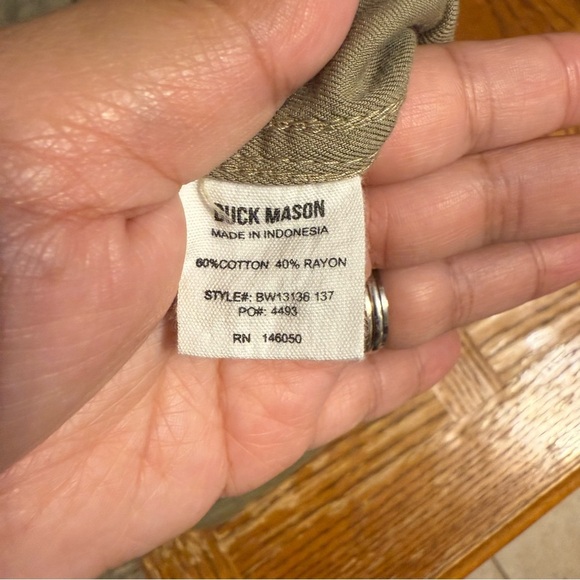 BUCK MASON
MADE IN INDONESIA
60%COTTON 40% RAYON
STYLE#: BW13136 137
PO#: 4493
RN 146050